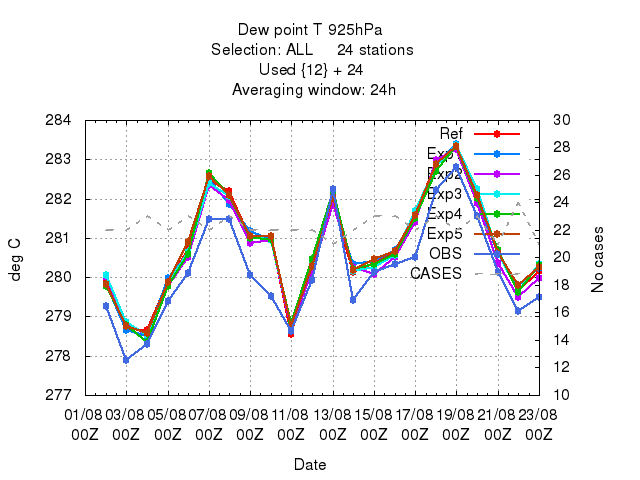 Dew point T 925hPa
Selection: ALL 24 stations
Used {12} + 24
Averaging window: 24h
284
283
282
281
280
279
278
277
deg C
30
28
26
24
22
20
18
16
14
12
10
No cases
Ref
Exp1
Exp2
Exp3
Exp4
Exp5
OBS
CASES
01/08 03/08 05/08 07/08 09/08 11/08 13/08 15/08 17/08 19/08 21/08 23/08
00Z 00Z 00Z 00Z 00Z 00Z 00Z 00Z 00Z 00Z 00Z 00Z
Date